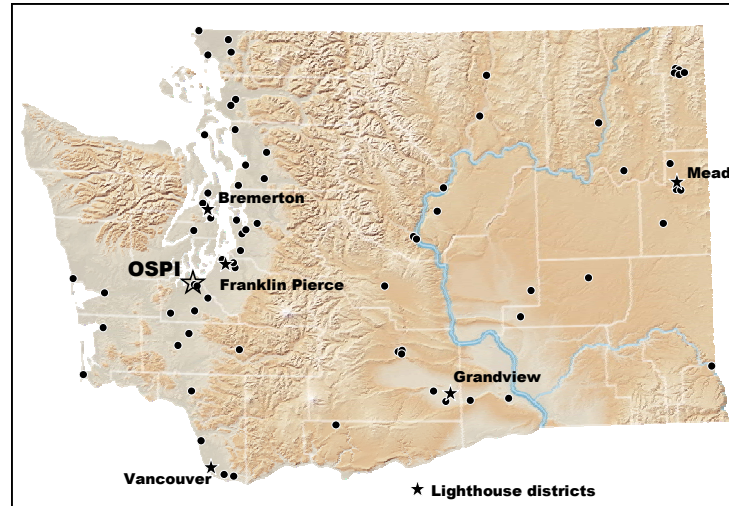 Mead
Bremerton
OSPI
Franklin Pierce
Grandview
Vancouver
Lighthouse districts